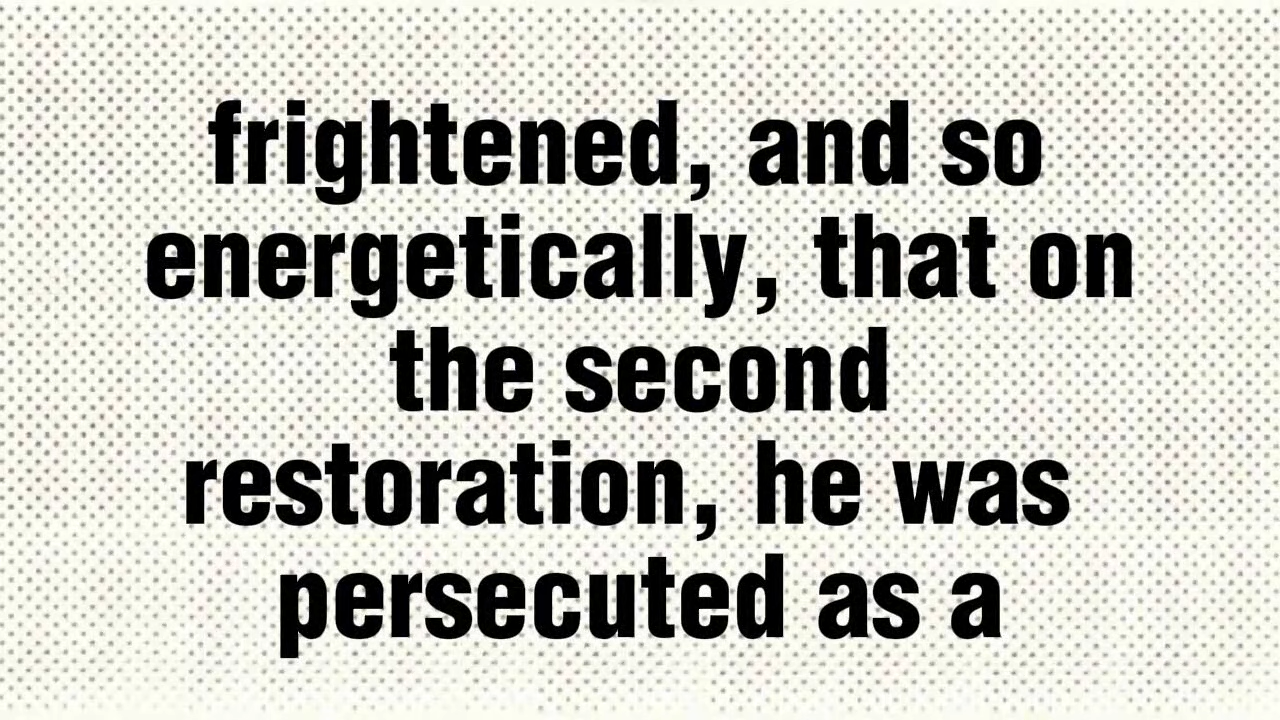 frightened, and so
energetically, that on
the second
restoration, he was
persecuted as a